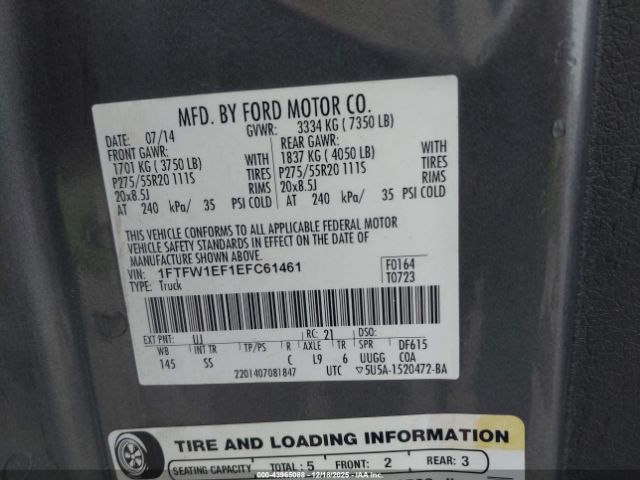 MFD. BY FORD MOTOR CO.
DATE: 07/14 GVWR: 3334 KG ( 7350 LB)
FRONT GAWR: REAR GAWR:
1701 KG ( 3750 LB) WITH 1837 KG ( 4050 LB) WITH
P275/55R20 111S TIRES P275/55R20 111S TIRES
20x8.5J RIMS 20x8.5J RIMS
AT 240 kPa/ 35 PSI COLD AT 240 kPa/ 35 PSI COLD
THIS VEHICLE CONFORMS TO ALL APPLICABLE FEDERAL MOTOR
VEHICLE SAFETY STANDARDS IN EFFECT ON THE DATE OF
MANUFACTURE SHOWN ABOVE.
VIN: 1FTFW1EF1EFC61461 F0164
TYPE: Truck T0723
EXT PNT: UJ RC: 21 DSO:
WB INT TR TP/PS R AXLE TR SPR DF615
145 SS C L9 6 UUGG COA
2201407081847 UTC ▽5U5A-1520472-BA
TIRE AND LOADING INFORMATION
SEATING CAPACITY TOTAL: 5 FRONT: 2 REAR: 3
© IAA 43965088 - 12/18/2025 - IAAI.COM